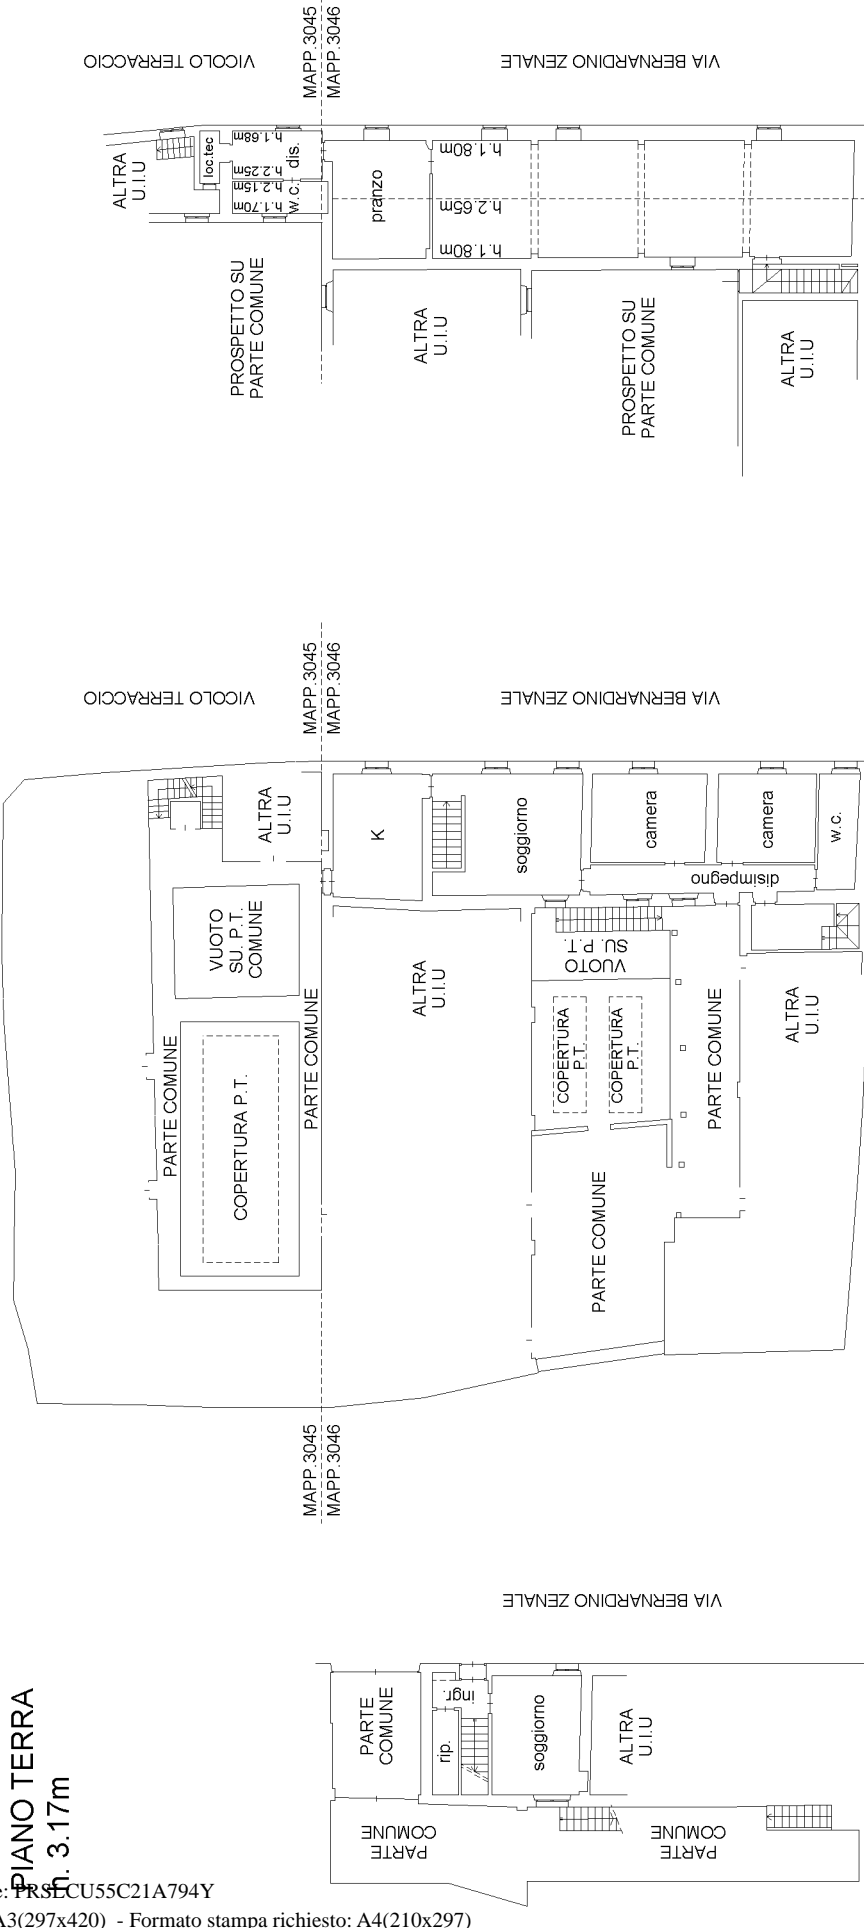 VICOLO TERRACCIO
MAPP.3045
MAPP.3046
VIA BERNARDINO ZENALE
ALTRA
U.I.U
loc.tec
h.1.68m
dis.
h.2.25m
h.2.15m
w.c.
h.1.70m
pranzo
h.1.80m
h.2.65m
h.1.80m
PROSPETTO SU
PARTE COMUNE
ALTRA
U.I.U
PROSPETTO SU
PARTE COMUNE
ALTRA
U.I.U
VICOLO TERRACCIO
MAPP.3045
MAPP.3046
VIA BERNARDINO ZENALE
ALTRA
U.I.U
K
soggiorno
camera
camera
w.c.
disimpegno
VUOTO
SU. P.T.
COMUNE
VUOTO
SU. P.T.
ALTRA
U.I.U
ALTRA
U.I.U
PARTE COMUNE
PARTE COMUNE
COPERTURA P.T.
COPERTURA
P.T.
COPERTURA
P.T.
PARTE COMUNE
PARTE COMUNE
MAPP.3045
MAPP.3046
VIA BERNARDINO ZENALE
PIANO TERRA
h. 3.17m
PARTE
COMUNE
ingr.
rip.
soggiorno
ALTRA
U.I.U
PARTE
COMUNE
PARTE
COMUNE
e: PRSLCU55C21A794Y
A3(297x420) - Formato stampa richiesto: A4(210x297)